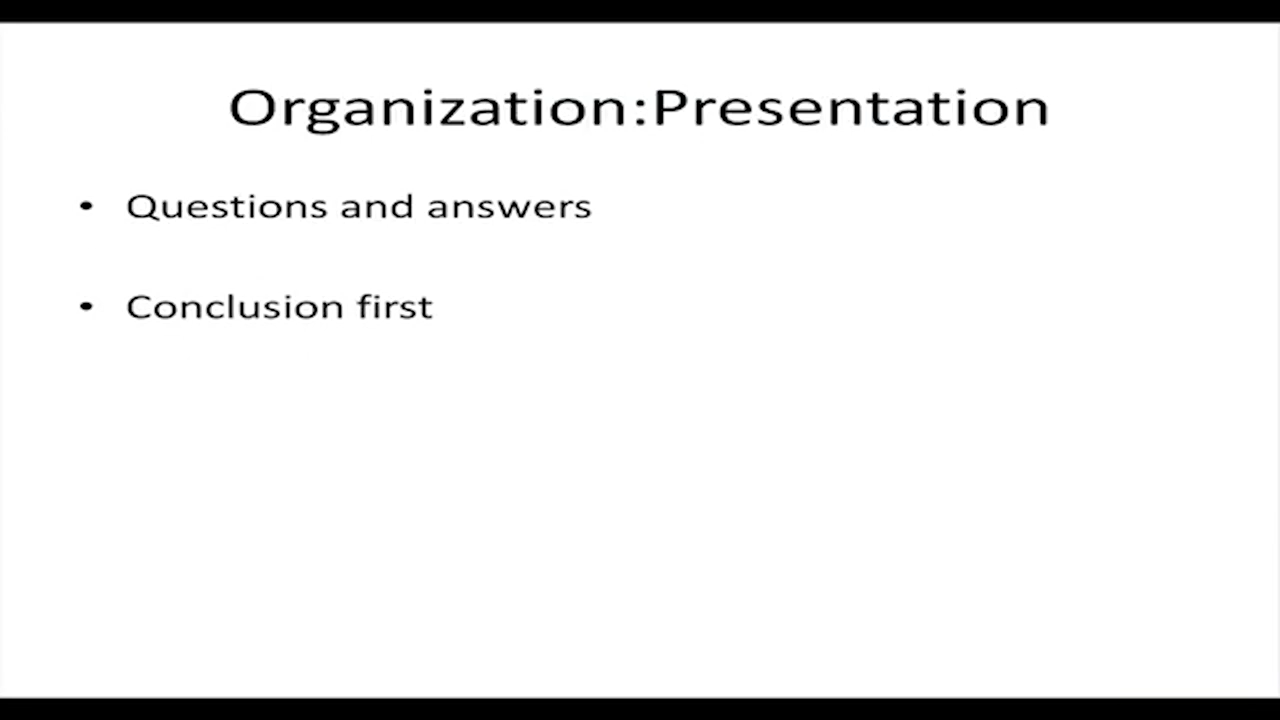 Organization:Presentation
• Questions and answers
• Conclusion first